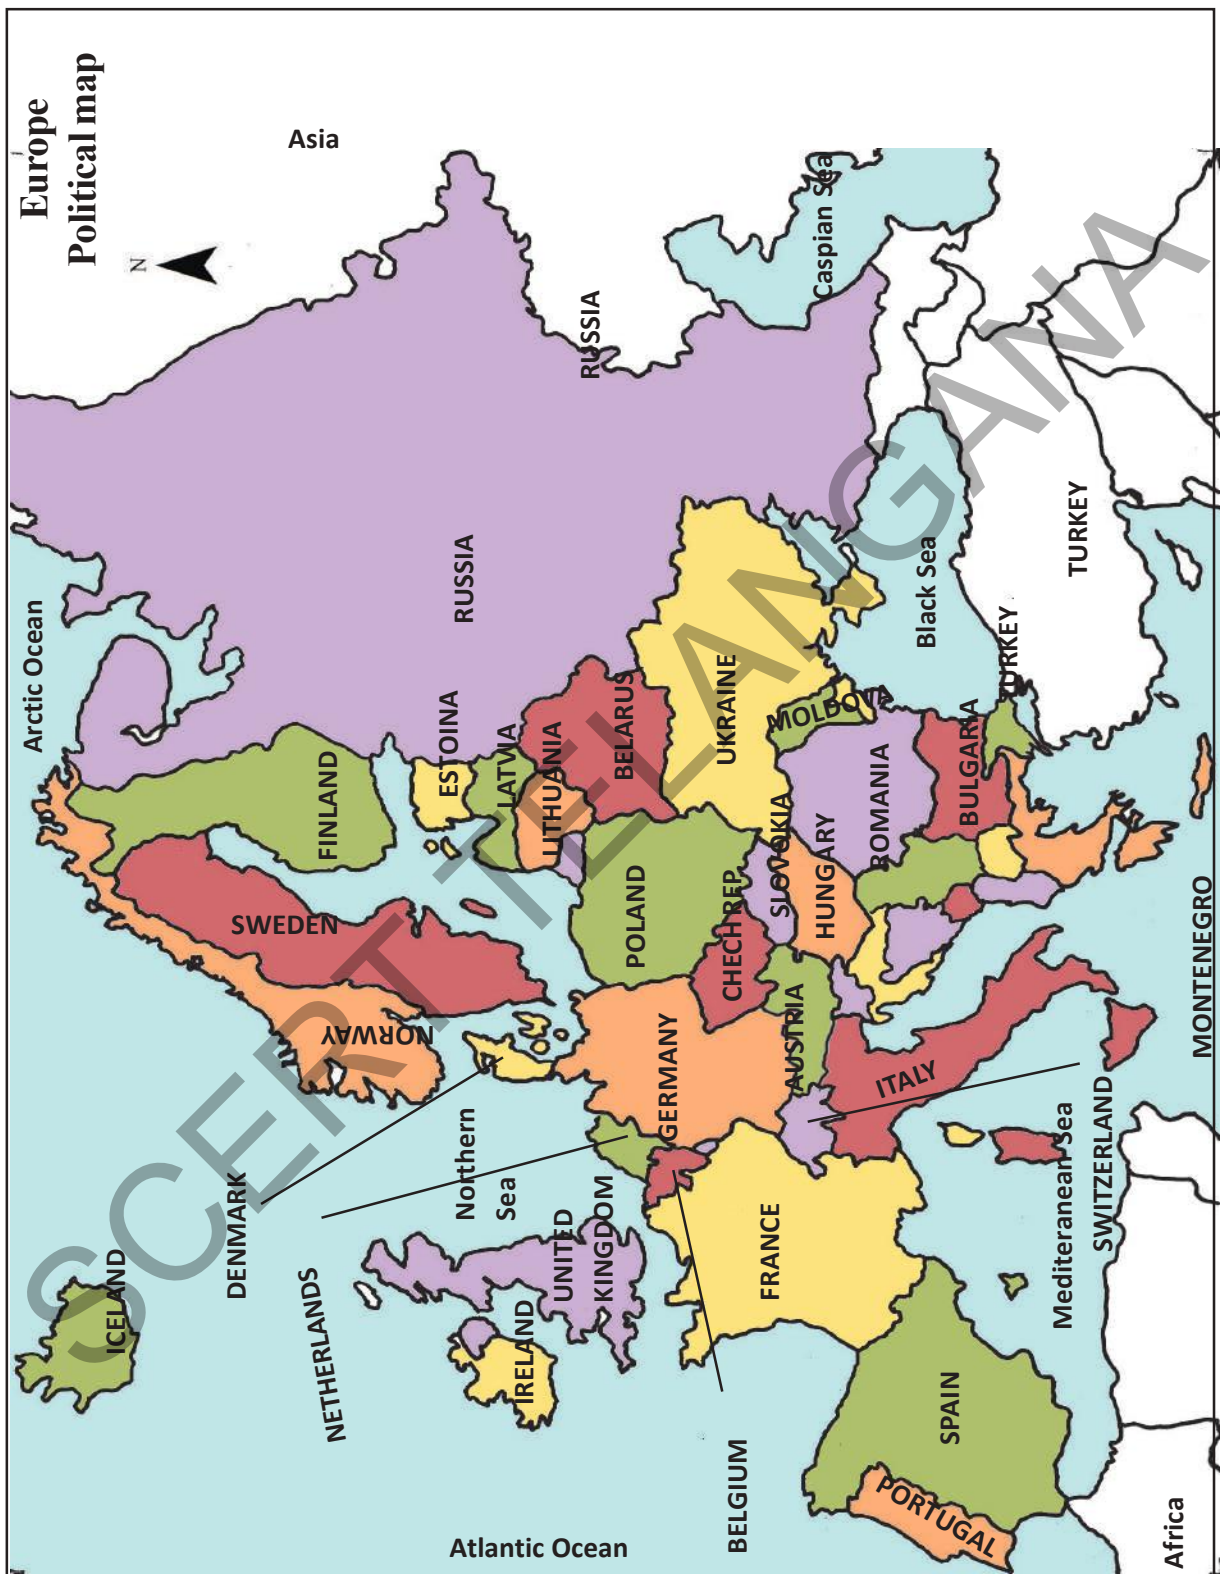 Europe
Political map
N
Asia
Arctic Ocean
ICELAND
NORWAY
SWEDEN
FINLAND
RUSSIA
RUSSIA
ESTOINA
LATVIA
LITHUANIA
BELARUS
DENMARK
NETHERLANDS
Northern
Sea
UNITED
KINGDOM
IRELAND
BELGIUM
GERMANY
POLAND
CHECH REP
SLOVOKIA
UKRAINE
MOLDOVA
HUNGARY
ROMANIA
AUSTRIA
FRANCE
ITALY
BULGARIA
Black Sea
Caspian Sea
TURKEY
TURKEY
SPAIN
PORTUGAL
Atlantic Ocean
Mediteranean Sea
SWITZERLAND
MONTENEGRO
Africa
SCERT TELANGANA